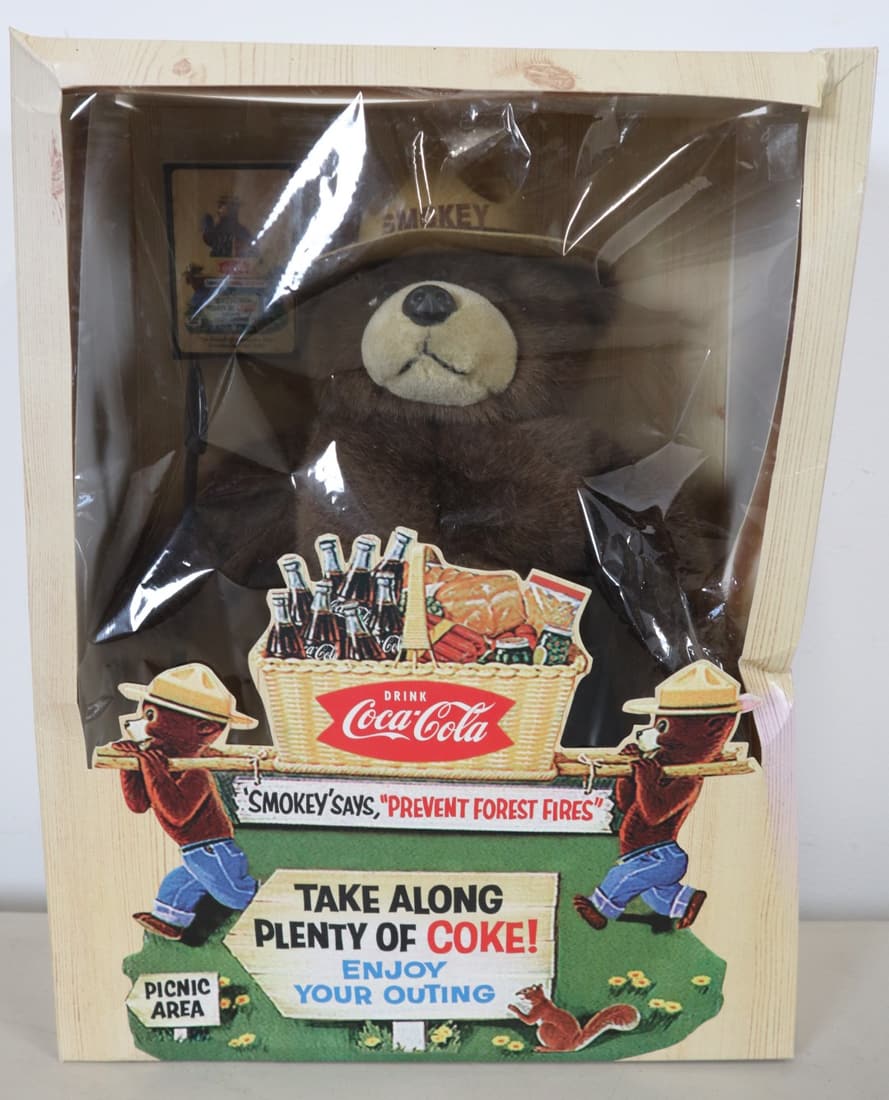 SMOKEY
DRINK
Coca-Cola
'SMOKEY' SAYS, "PREVENT FOREST FIRES"
TAKE ALONG
PLENTY OF COKE!
ENJOY
YOUR OUTING
PICNIC
AREA